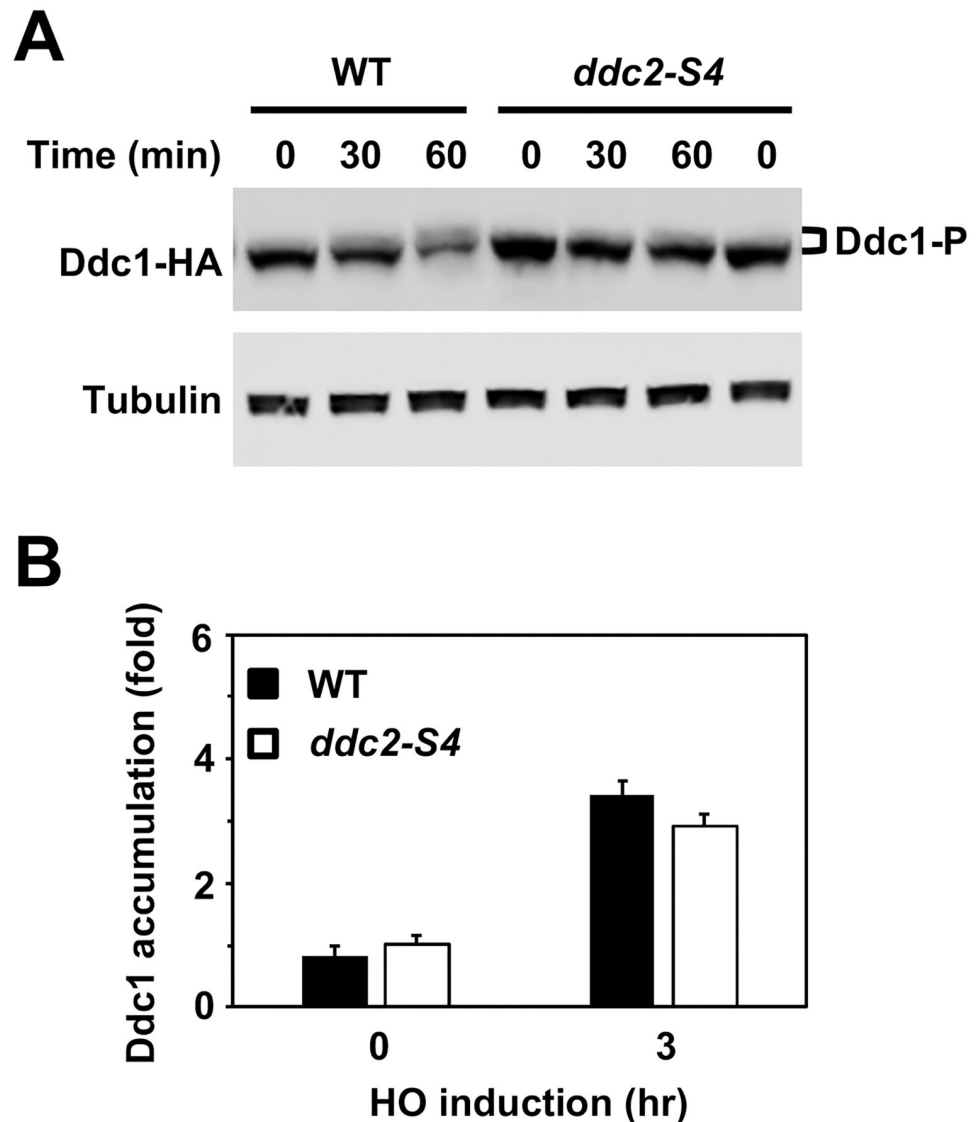 A
WT ddc2-S4
Time (min) 0 30 60 0 30 60 0
Ddc1-HA Ddc1-P
Tubulin
B
Ddc1 accumulation (fold)
6
WT
ddc2-S4
4
2
0
0 3
HO induction (hr)